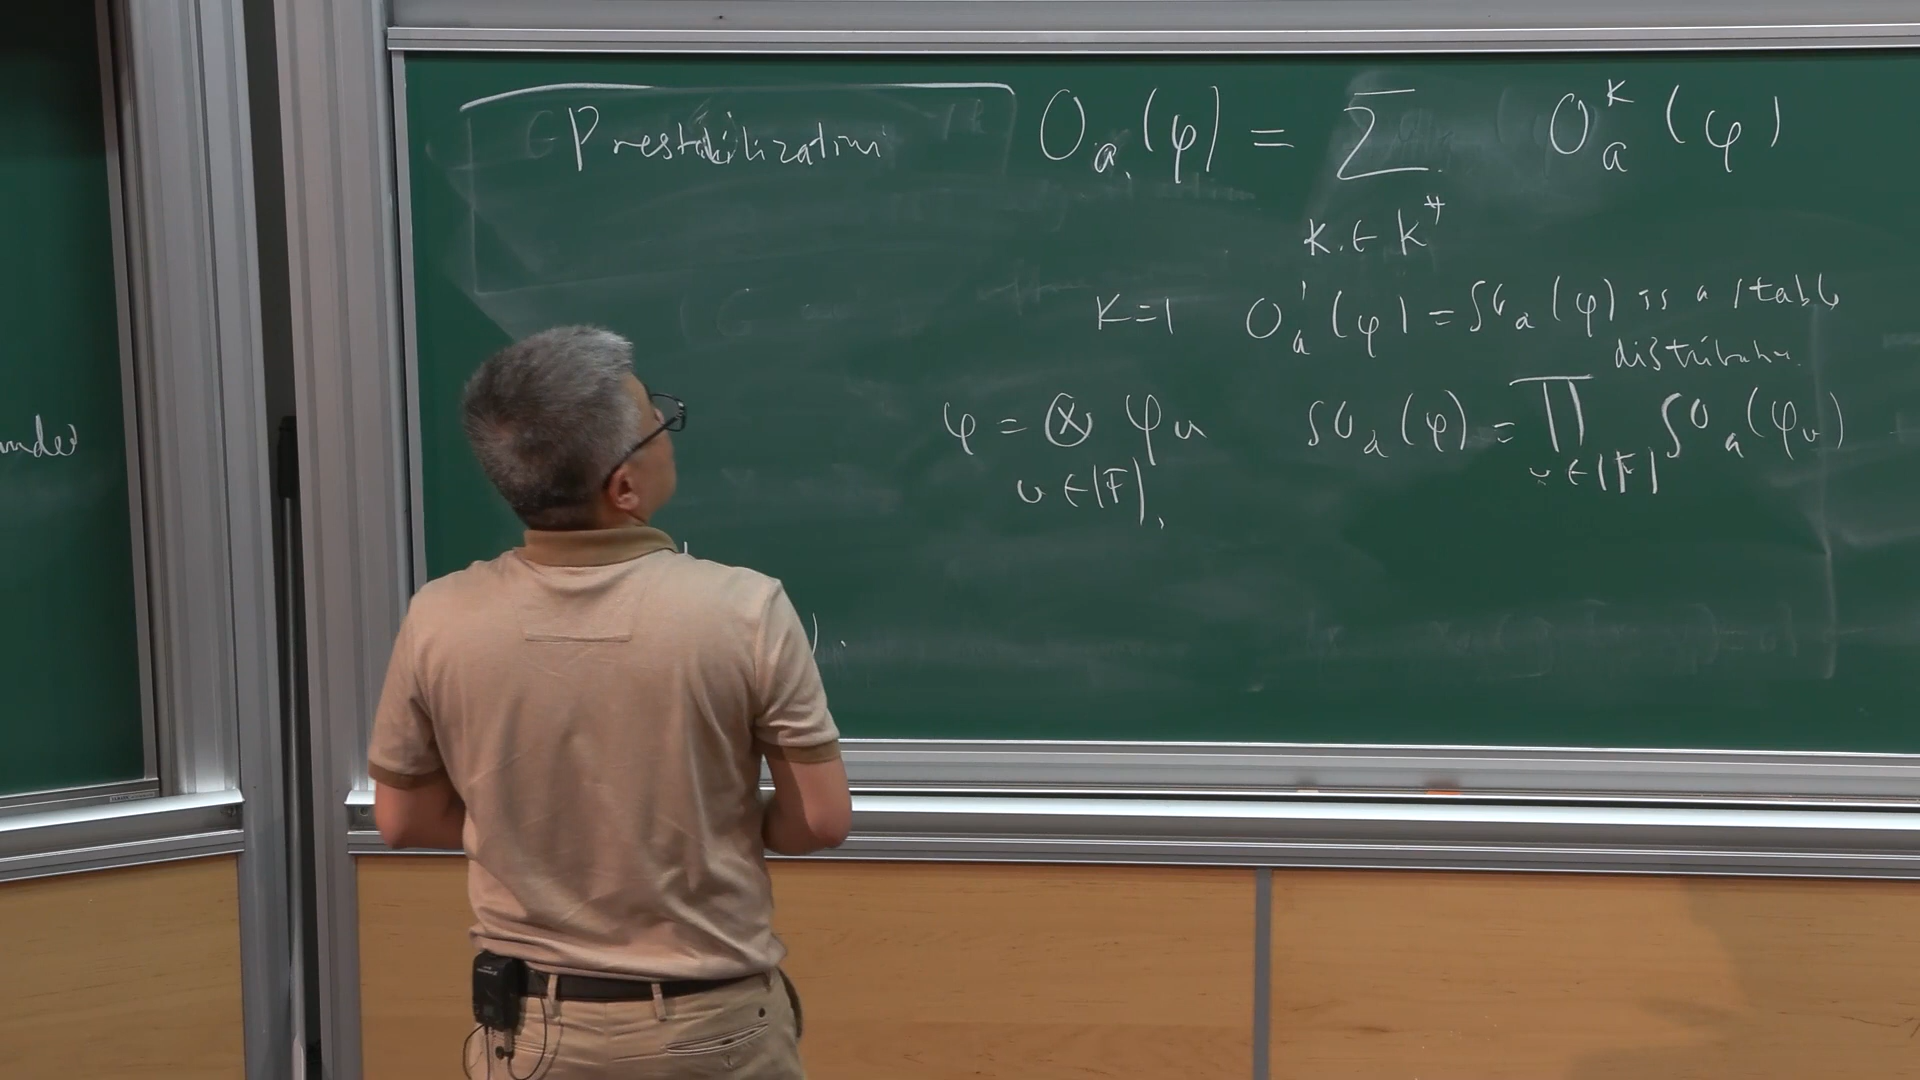 Prestabilization O_a(φ) = Σ_{κ ∈ K^*} O_a^κ(φ)
κ=1 O_a^1(φ) = SO_a(φ) is a stable
distribution.
φ = ⊗_{v ∈ |F|} φ_v SO_a(φ) = ∏_{v ∈ |F|} SO_a(φ_v)